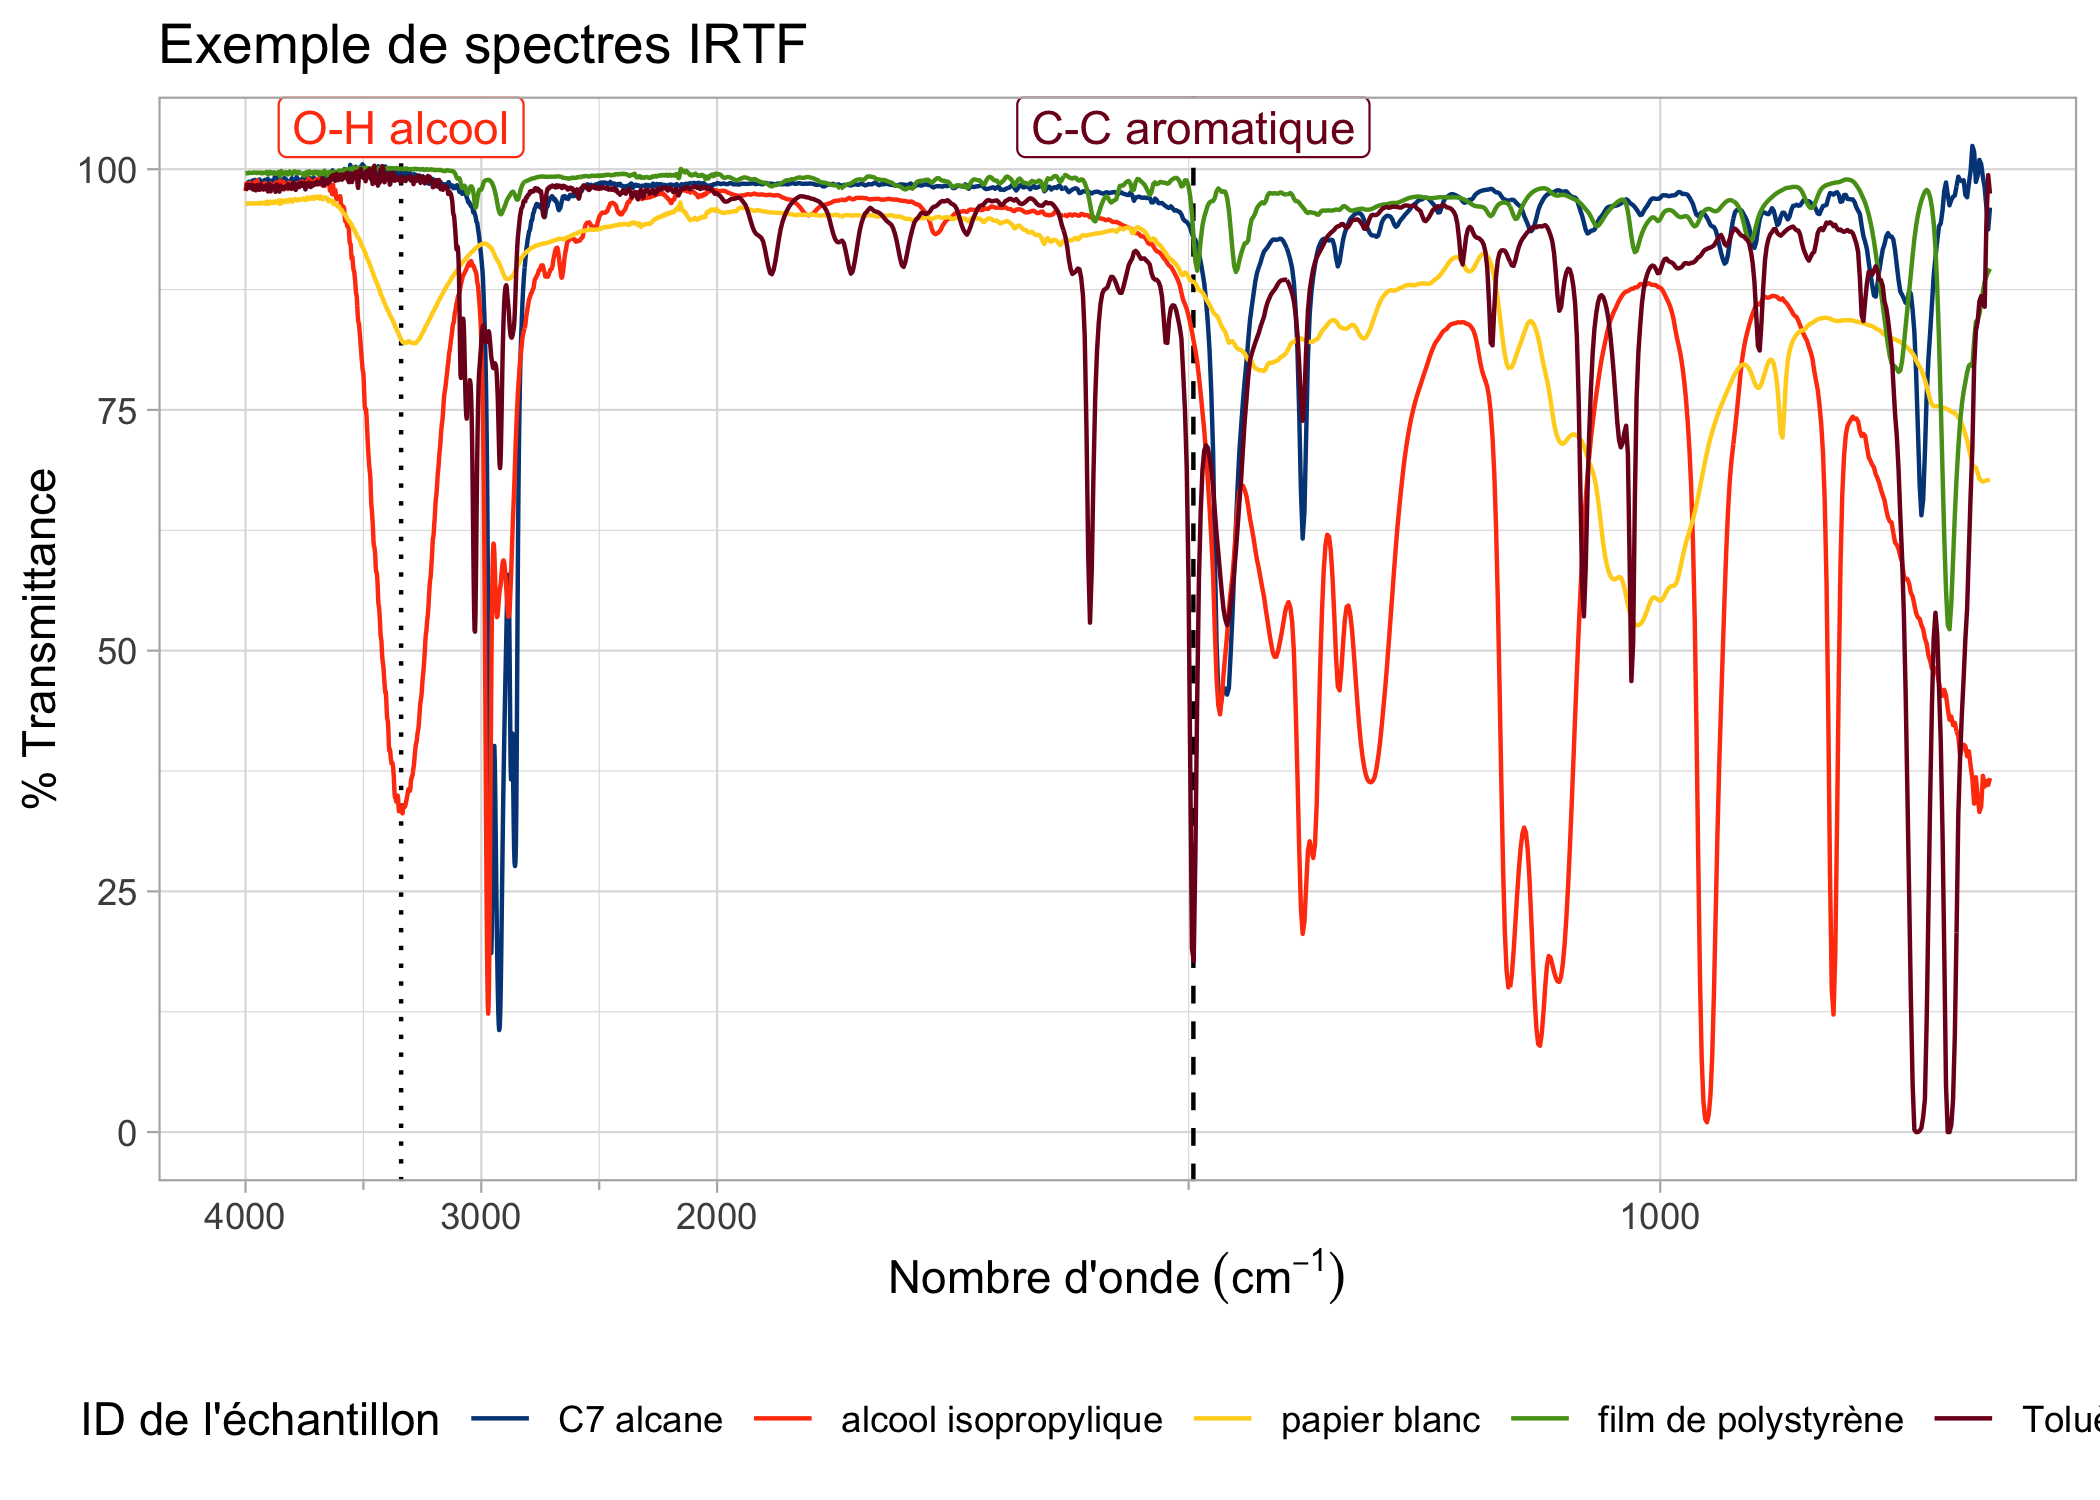 Exemple de spectres IRTF
O-H alcool
C-C aromatique
100
75
50
25
0
% Transmittance
4000 3000 2000 1000
Nombre d'onde (cm⁻¹)
ID de l'échantillon C7 alcane alcool isopropylique papier blanc film de polystyrène